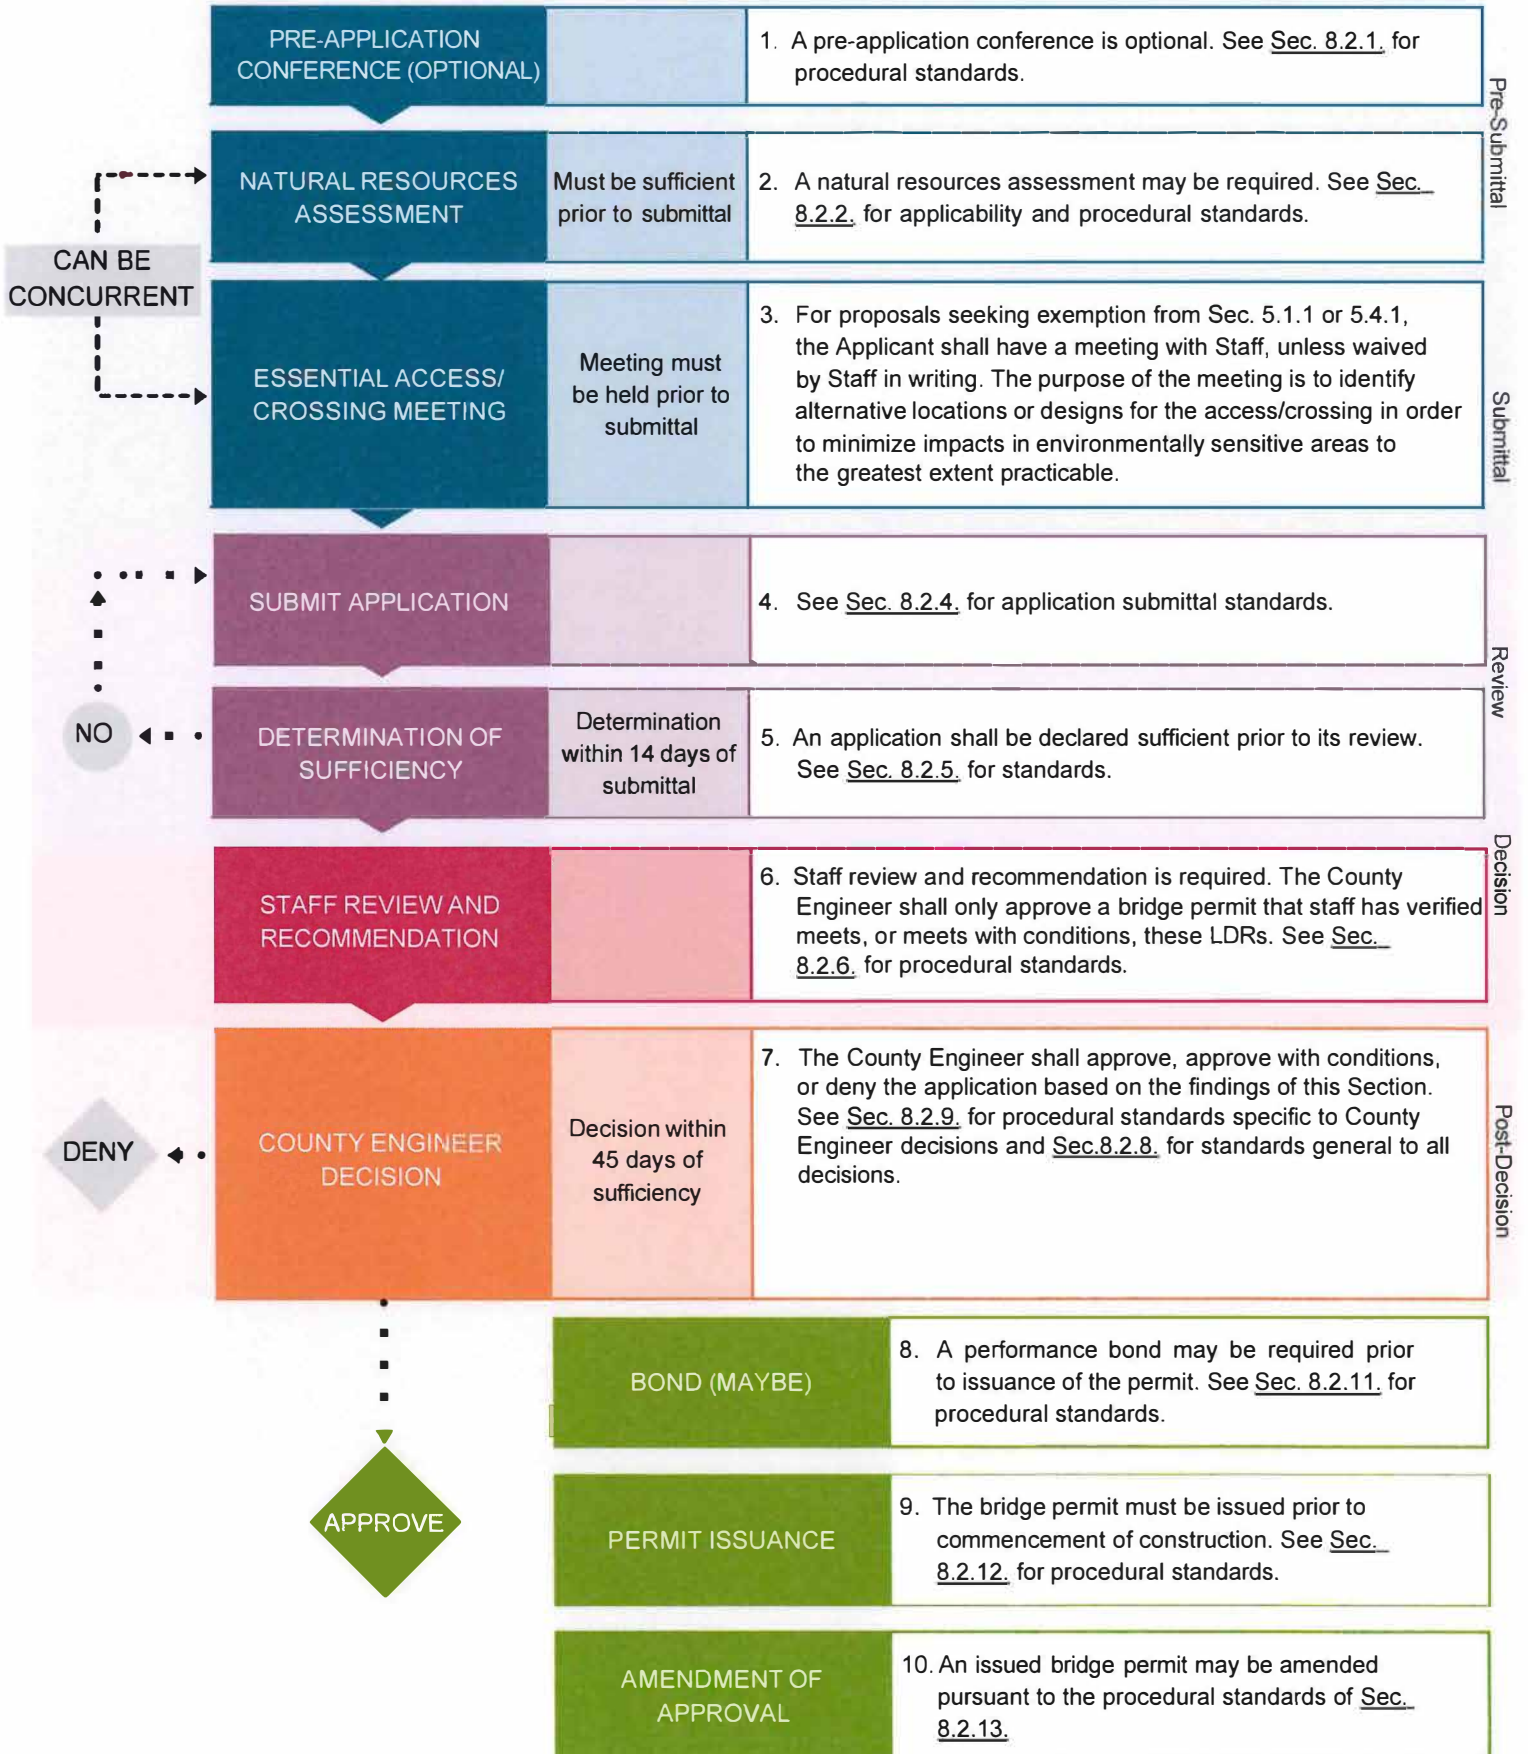 PRE-APPLICATION
CONFERENCE (OPTIONAL)
1. A pre-application conference is optional. See Sec. 8.2.1. for
procedural standards.
Pre-Submittal
NATURAL RESOURCES
ASSESSMENT
Must be sufficient
prior to submittal
2. A natural resources assessment may be required. See Sec.
8.2.2. for applicability and procedural standards.
CAN BE
CONCURRENT
ESSENTIAL ACCESS/
CROSSING MEETING
Meeting must
be held prior to
submittal
3. For proposals seeking exemption from Sec. 5.1.1 or 5.4.1,
the Applicant shall have a meeting with Staff, unless waived
by Staff in writing. The purpose of the meeting is to identify
alternative locations or designs for the access/crossing in order
to minimize impacts in environmentally sensitive areas to
the greatest extent practicable.
Submittal
SUBMIT APPLICATION
4. See Sec. 8.2.4. for application submittal standards.
Review
NO
DETERMINATION OF
SUFFICIENCY
Determination
within 14 days of
submittal
5. An application shall be declared sufficient prior to its review.
See Sec. 8.2.5. for standards.
Decision
STAFF REVIEW AND
RECOMMENDATION
6. Staff review and recommendation is required. The County
Engineer shall only approve a bridge permit that staff has verified
meets, or meets with conditions, these LDRs. See Sec.
8.2.6. for procedural standards.
DENY
COUNTY ENGINEER
DECISION
Decision within
45 days of
sufficiency
7. The County Engineer shall approve, approve with conditions,
or deny the application based on the findings of this Section.
See Sec. 8.2.9. for procedural standards specific to County
Engineer decisions and Sec.8.2.8. for standards general to all
decisions.
Post-Decision
APPROVE
BOND (MAYBE)
8. A performance bond may be required prior
to issuance of the permit. See Sec. 8.2.11. for
procedural standards.
PERMIT ISSUANCE
9. The bridge permit must be issued prior to
commencement of construction. See Sec.
8.2.12. for procedural standards.
AMENDMENT OF
APPROVAL
10. An issued bridge permit may be amended
pursuant to the procedural standards of Sec.
8.2.13.